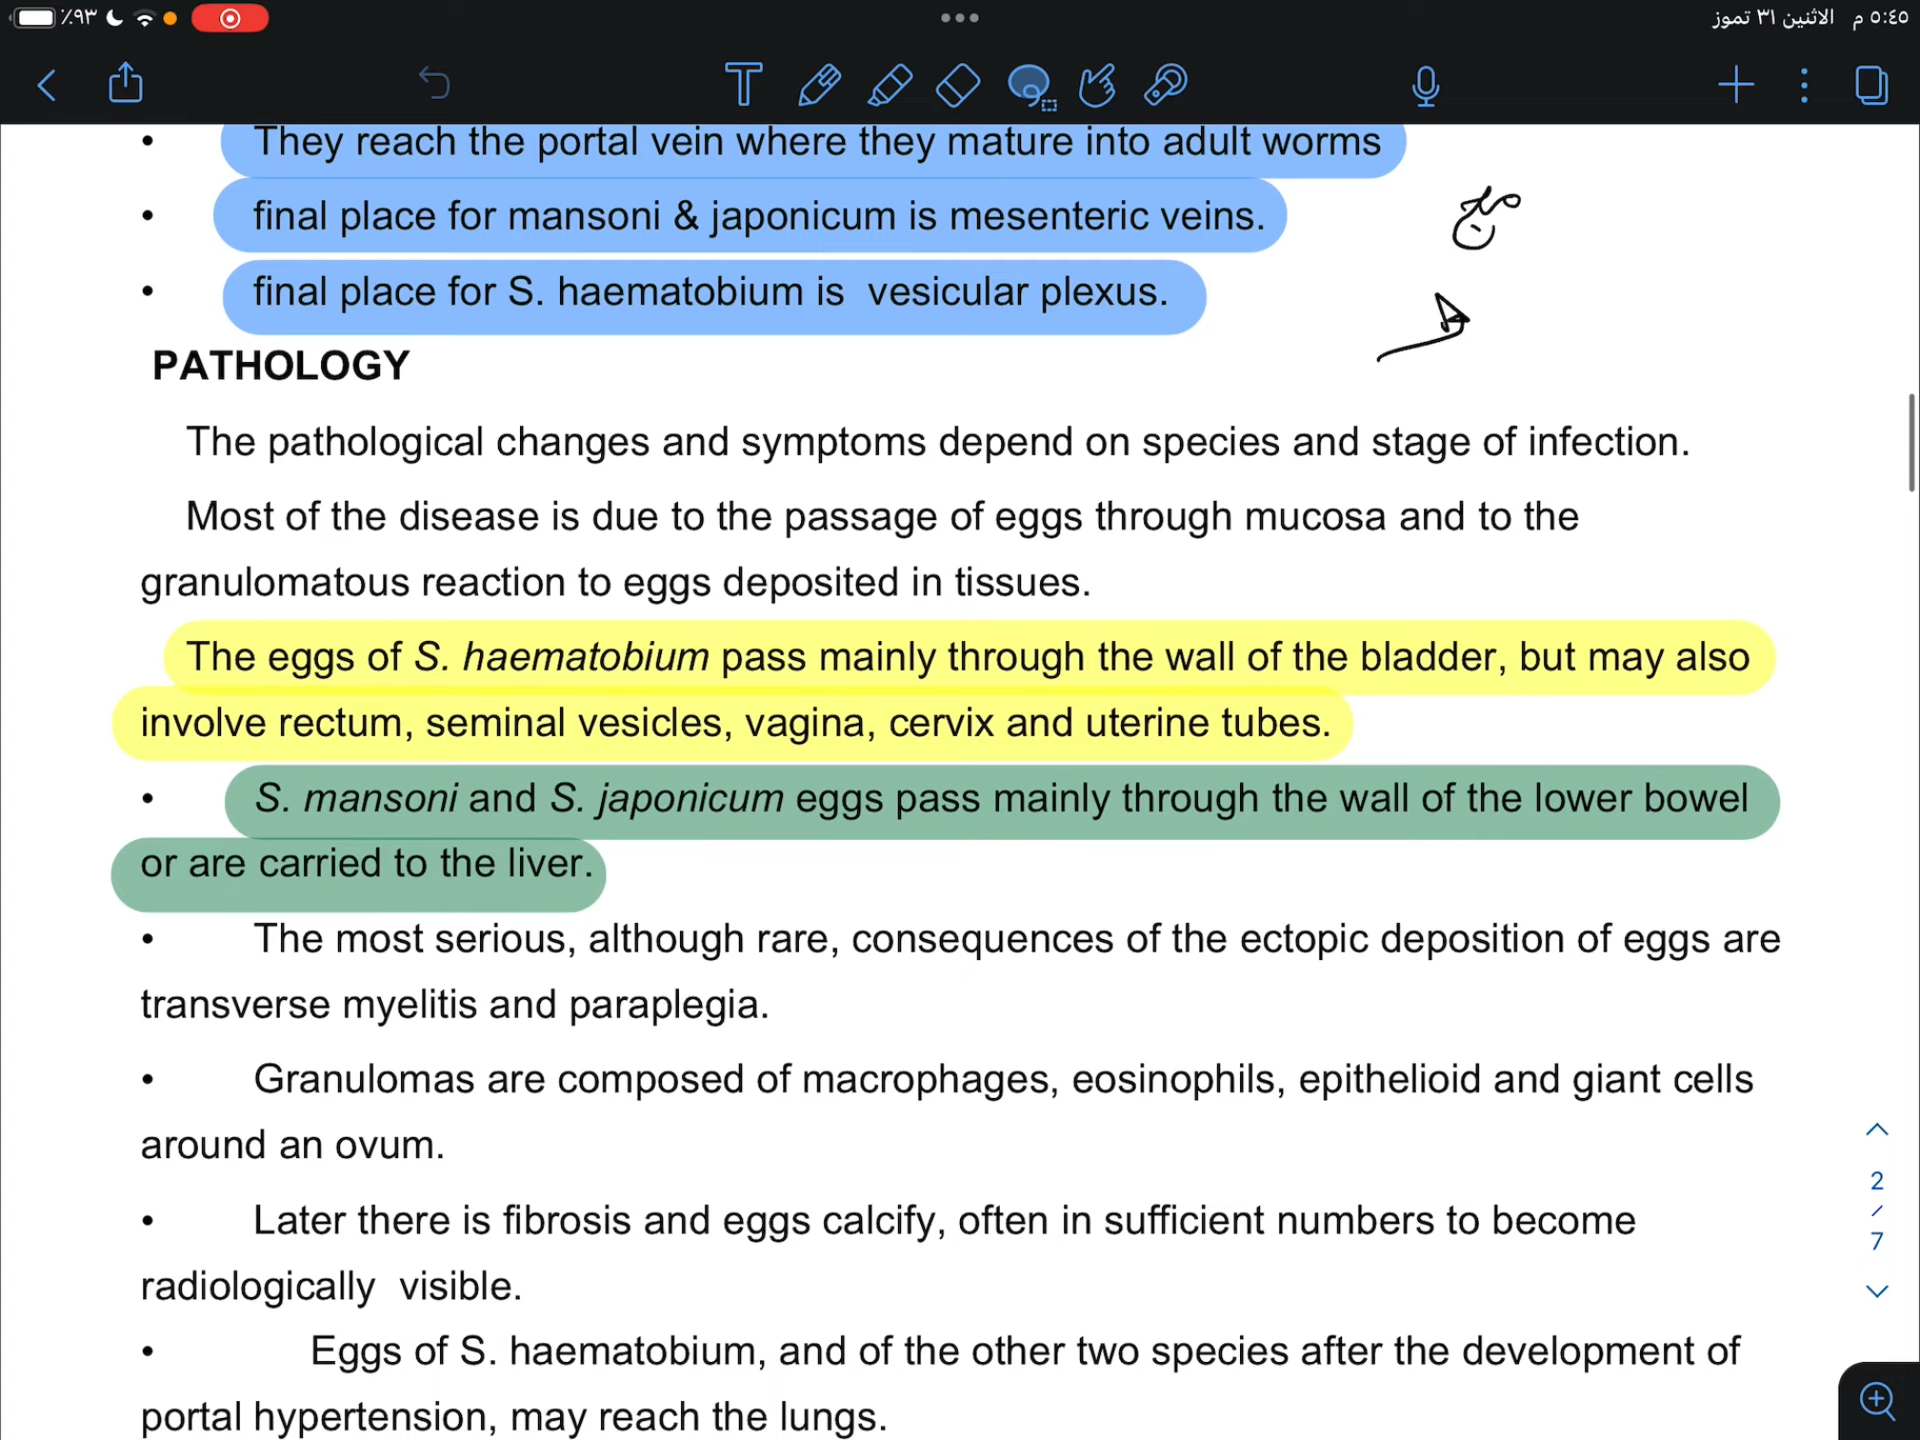 ٪٩٣
٥:٤٥ م الاثنين ٣١ تموز
• They reach the portal vein where they mature into adult worms
• final place for mansoni & japonicum is mesenteric veins.
• final place for S. haematobium is vesicular plexus.
PATHOLOGY
The pathological changes and symptoms depend on species and stage of infection.
Most of the disease is due to the passage of eggs through mucosa and to the
granulomatous reaction to eggs deposited in tissues.
The eggs of S. haematobium pass mainly through the wall of the bladder, but may also
involve rectum, seminal vesicles, vagina, cervix and uterine tubes.
• S. mansoni and S. japonicum eggs pass mainly through the wall of the lower bowel
or are carried to the liver.
• The most serious, although rare, consequences of the ectopic deposition of eggs are
transverse myelitis and paraplegia.
• Granulomas are composed of macrophages, eosinophils, epithelioid and giant cells
around an ovum.
• Later there is fibrosis and eggs calcify, often in sufficient numbers to become
radiologically visible.
• Eggs of S. haematobium, and of the other two species after the development of
portal hypertension, may reach the lungs.
2
/
7